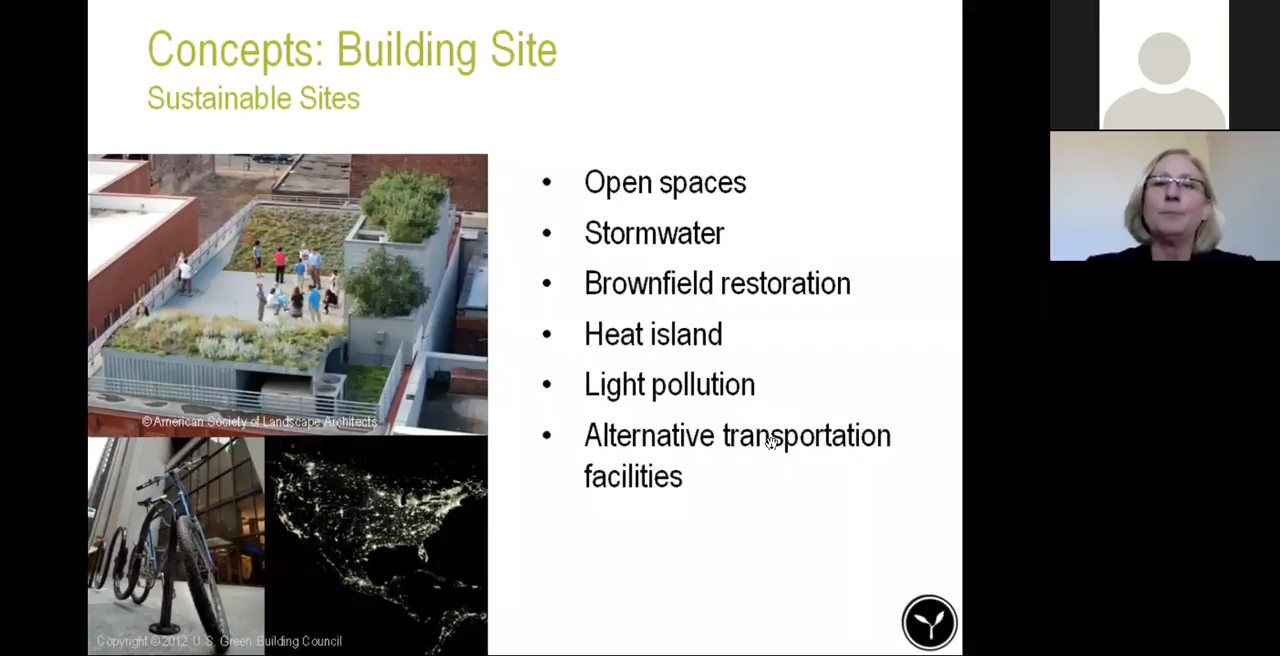 Concepts: Building Site
Sustainable Sites
• Open spaces
• Stormwater
• Brownfield restoration
• Heat island
• Light pollution
• Alternative transportation
facilities
©American Society of Landscape Architects
Copyright © 2012 U.S. Green Building Council